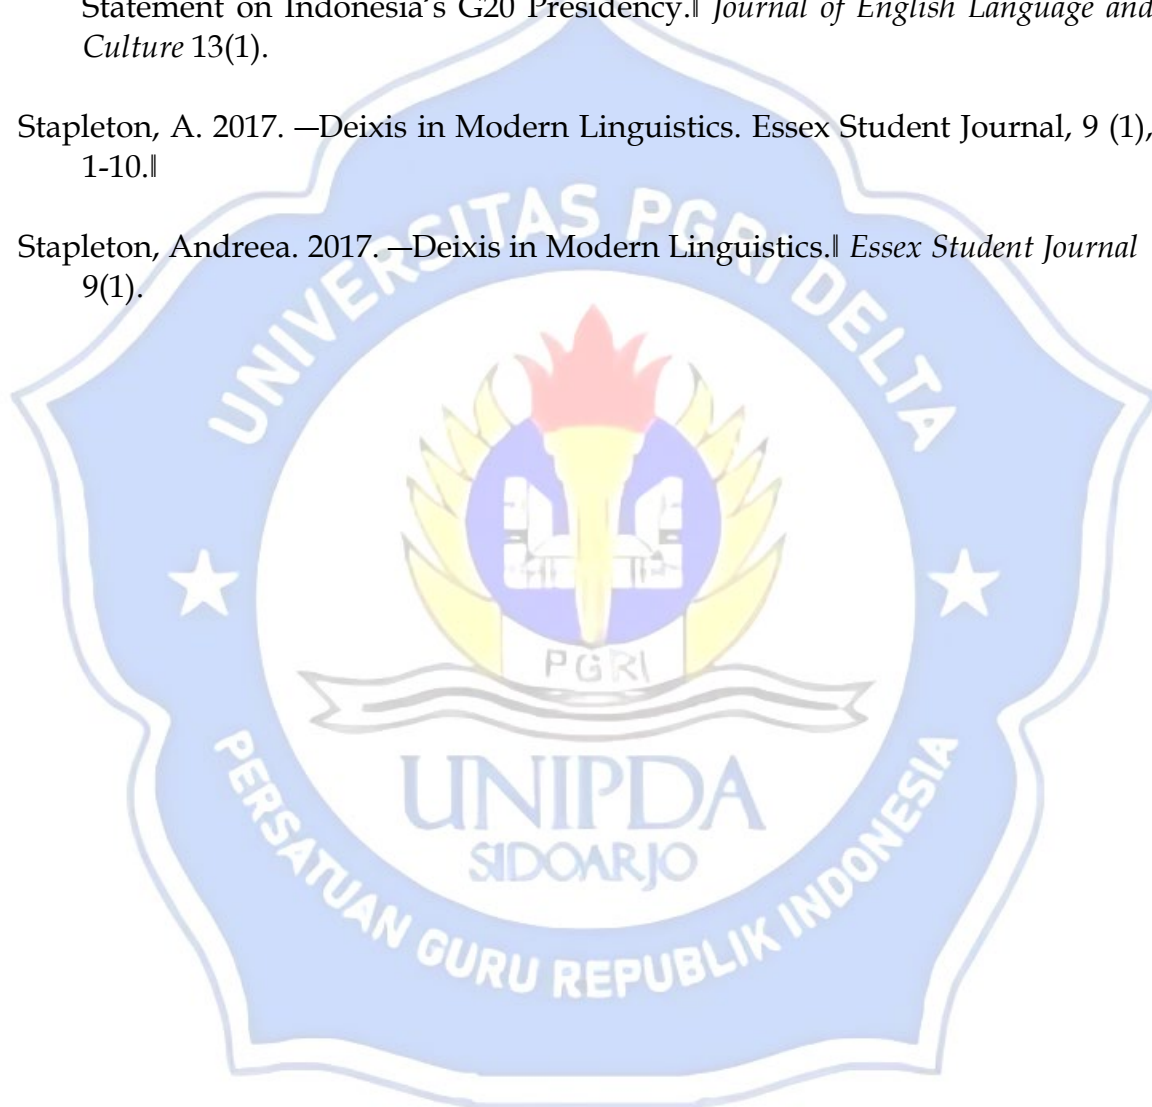 Statement on Indonesia’s G20 Presidency.‖ Journal of English Language and
Culture 13(1).
Stapleton, A. 2017. ―Deixis in Modern Linguistics. Essex Student Journal, 9 (1),
1-10.‖
Stapleton, Andreea. 2017. ―Deixis in Modern Linguistics.‖ Essex Student Journal
9(1).
UNIVERSITAS PGRI DELTA
PGRI
UNIPDA
SIDOARJO
PERSATUAN GURU REPUBLIK INDONESIA